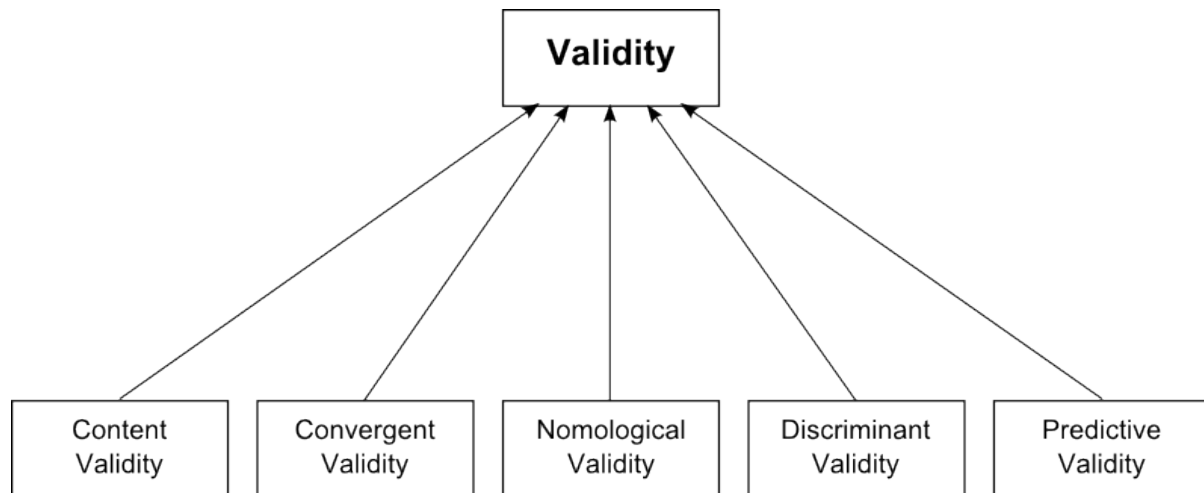 Validity
Content
Validity
Convergent
Validity
Nomological
Validity
Discriminant
Validity
Predictive
Validity